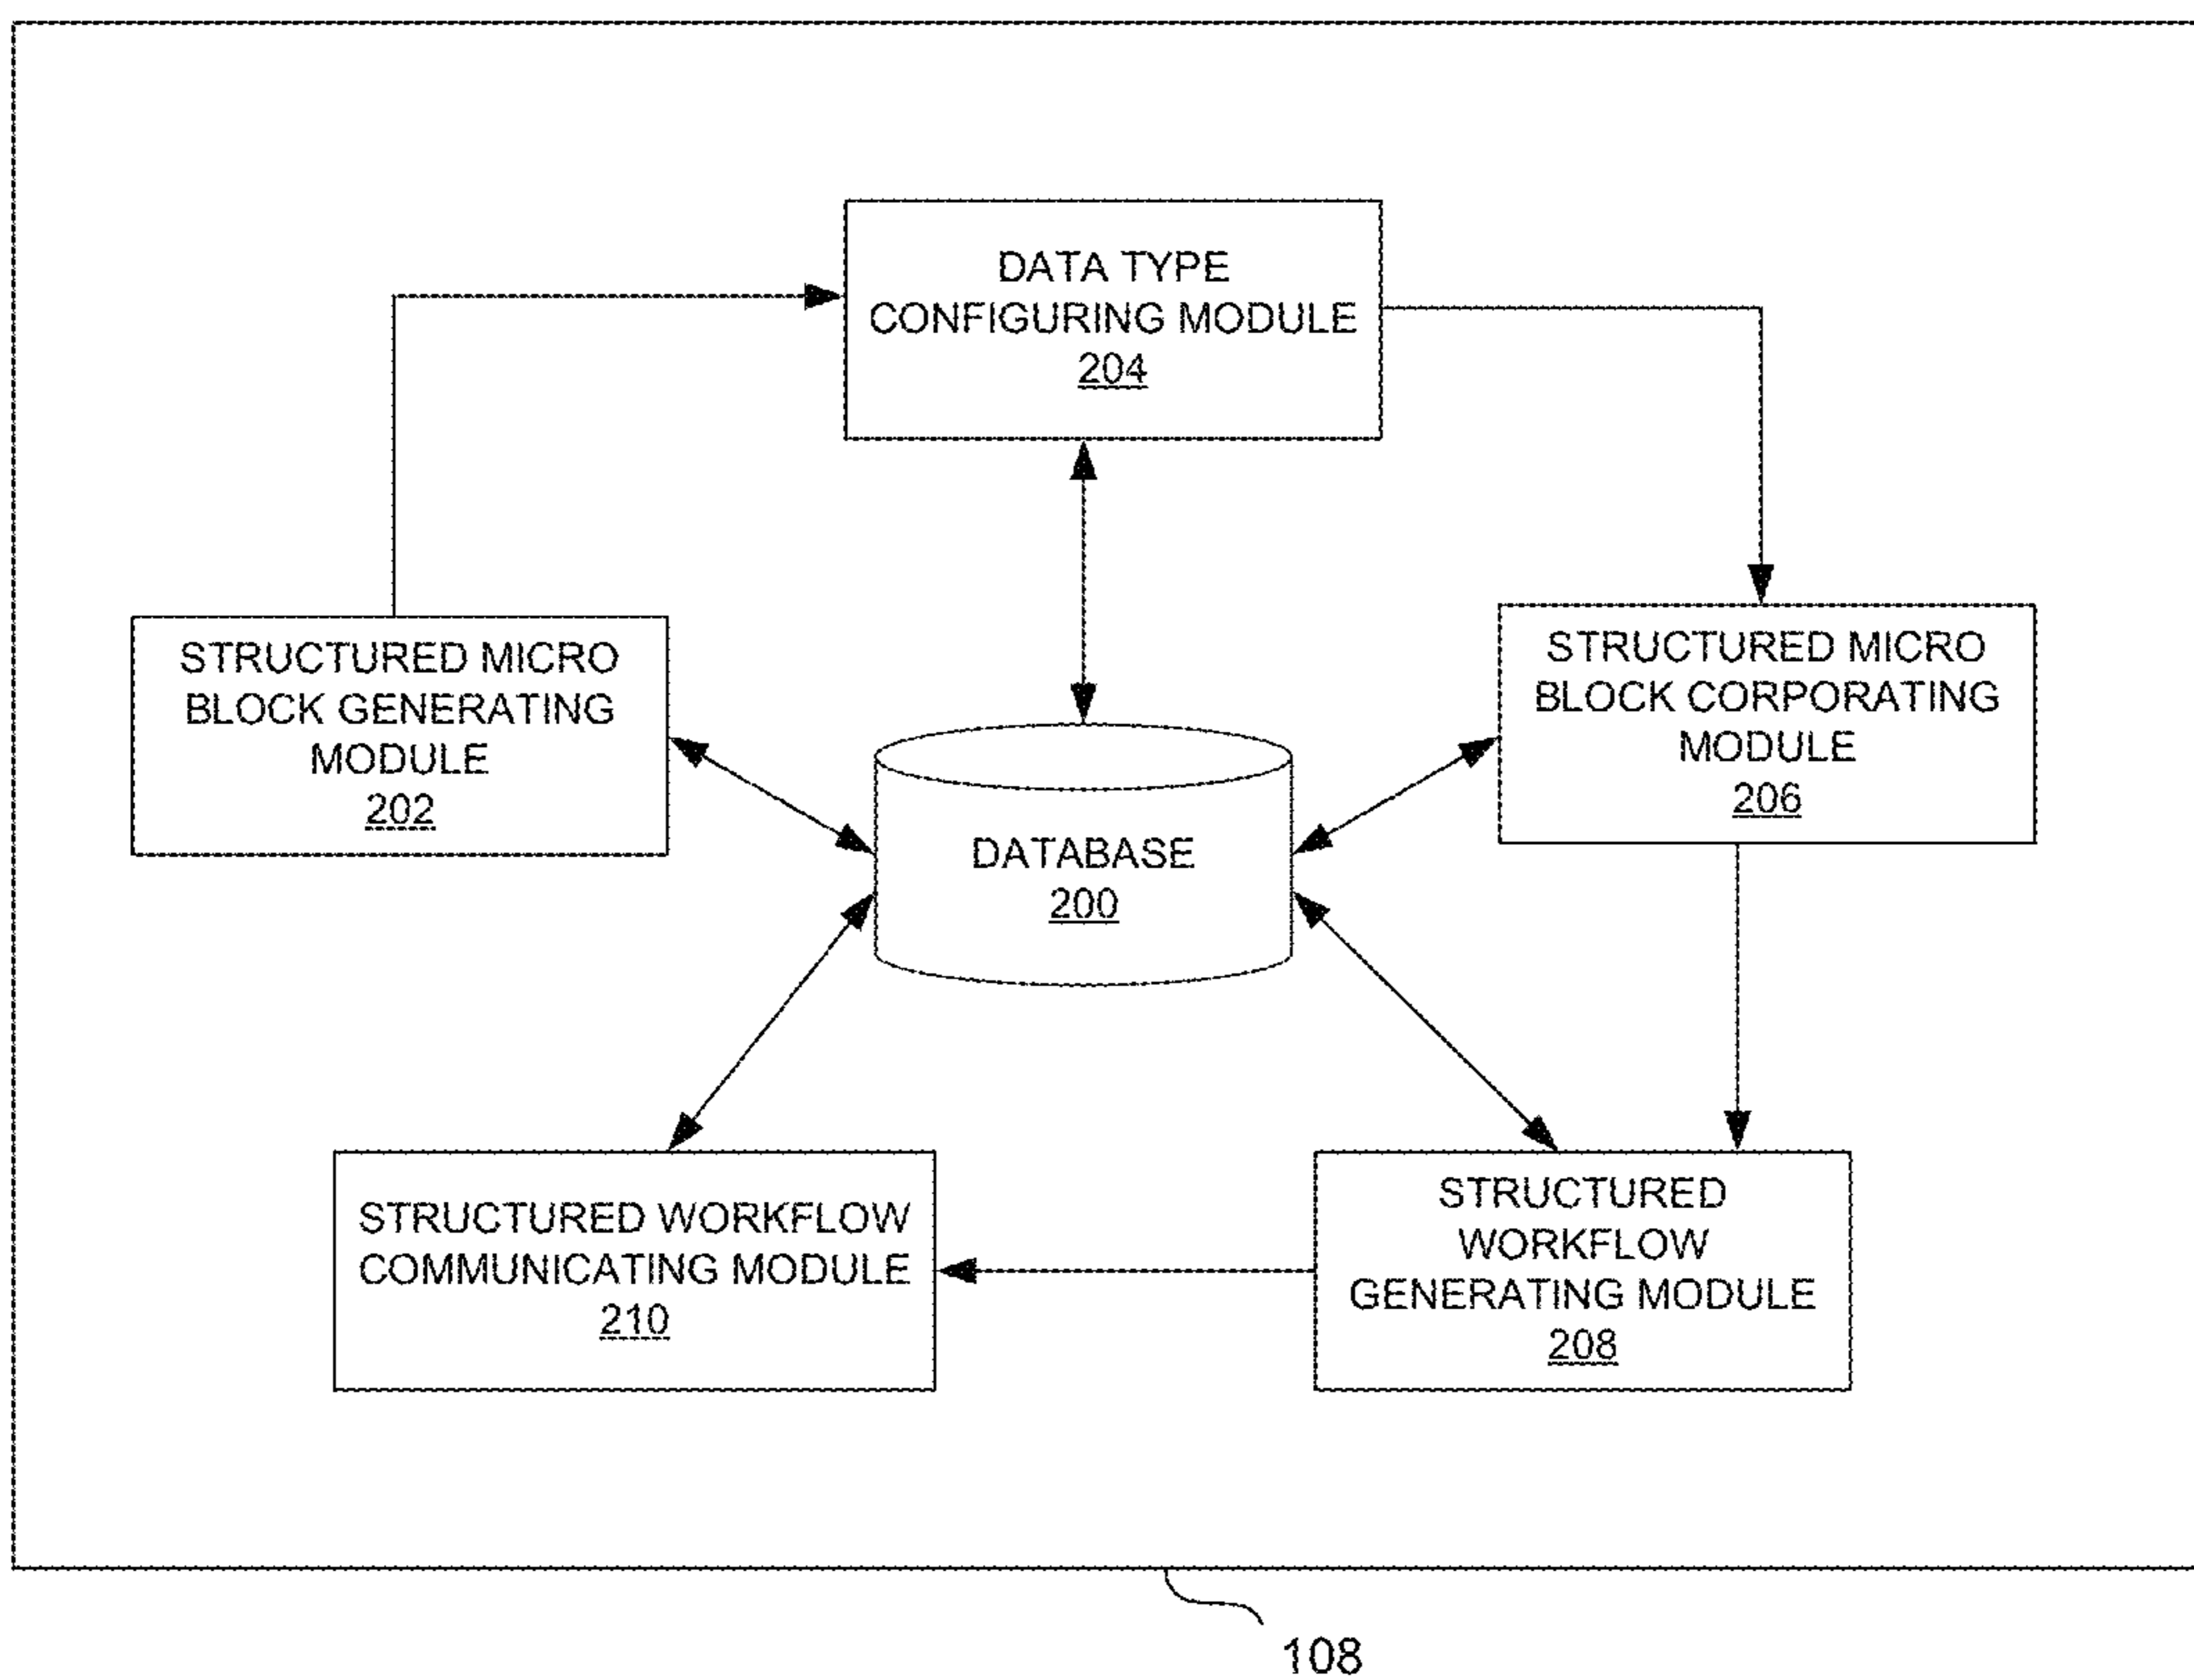 DATA TYPE
CONFIGURING MODULE
204
STRUCTURED MICRO
BLOCK GENERATING
MODULE
202
STRUCTURED MICRO
BLOCK CORPORATING
MODULE
206
DATABASE
200
STRUCTURED WORKFLOW
COMMUNICATING MODULE
210
STRUCTURED
WORKFLOW
GENERATING MODULE
208
108